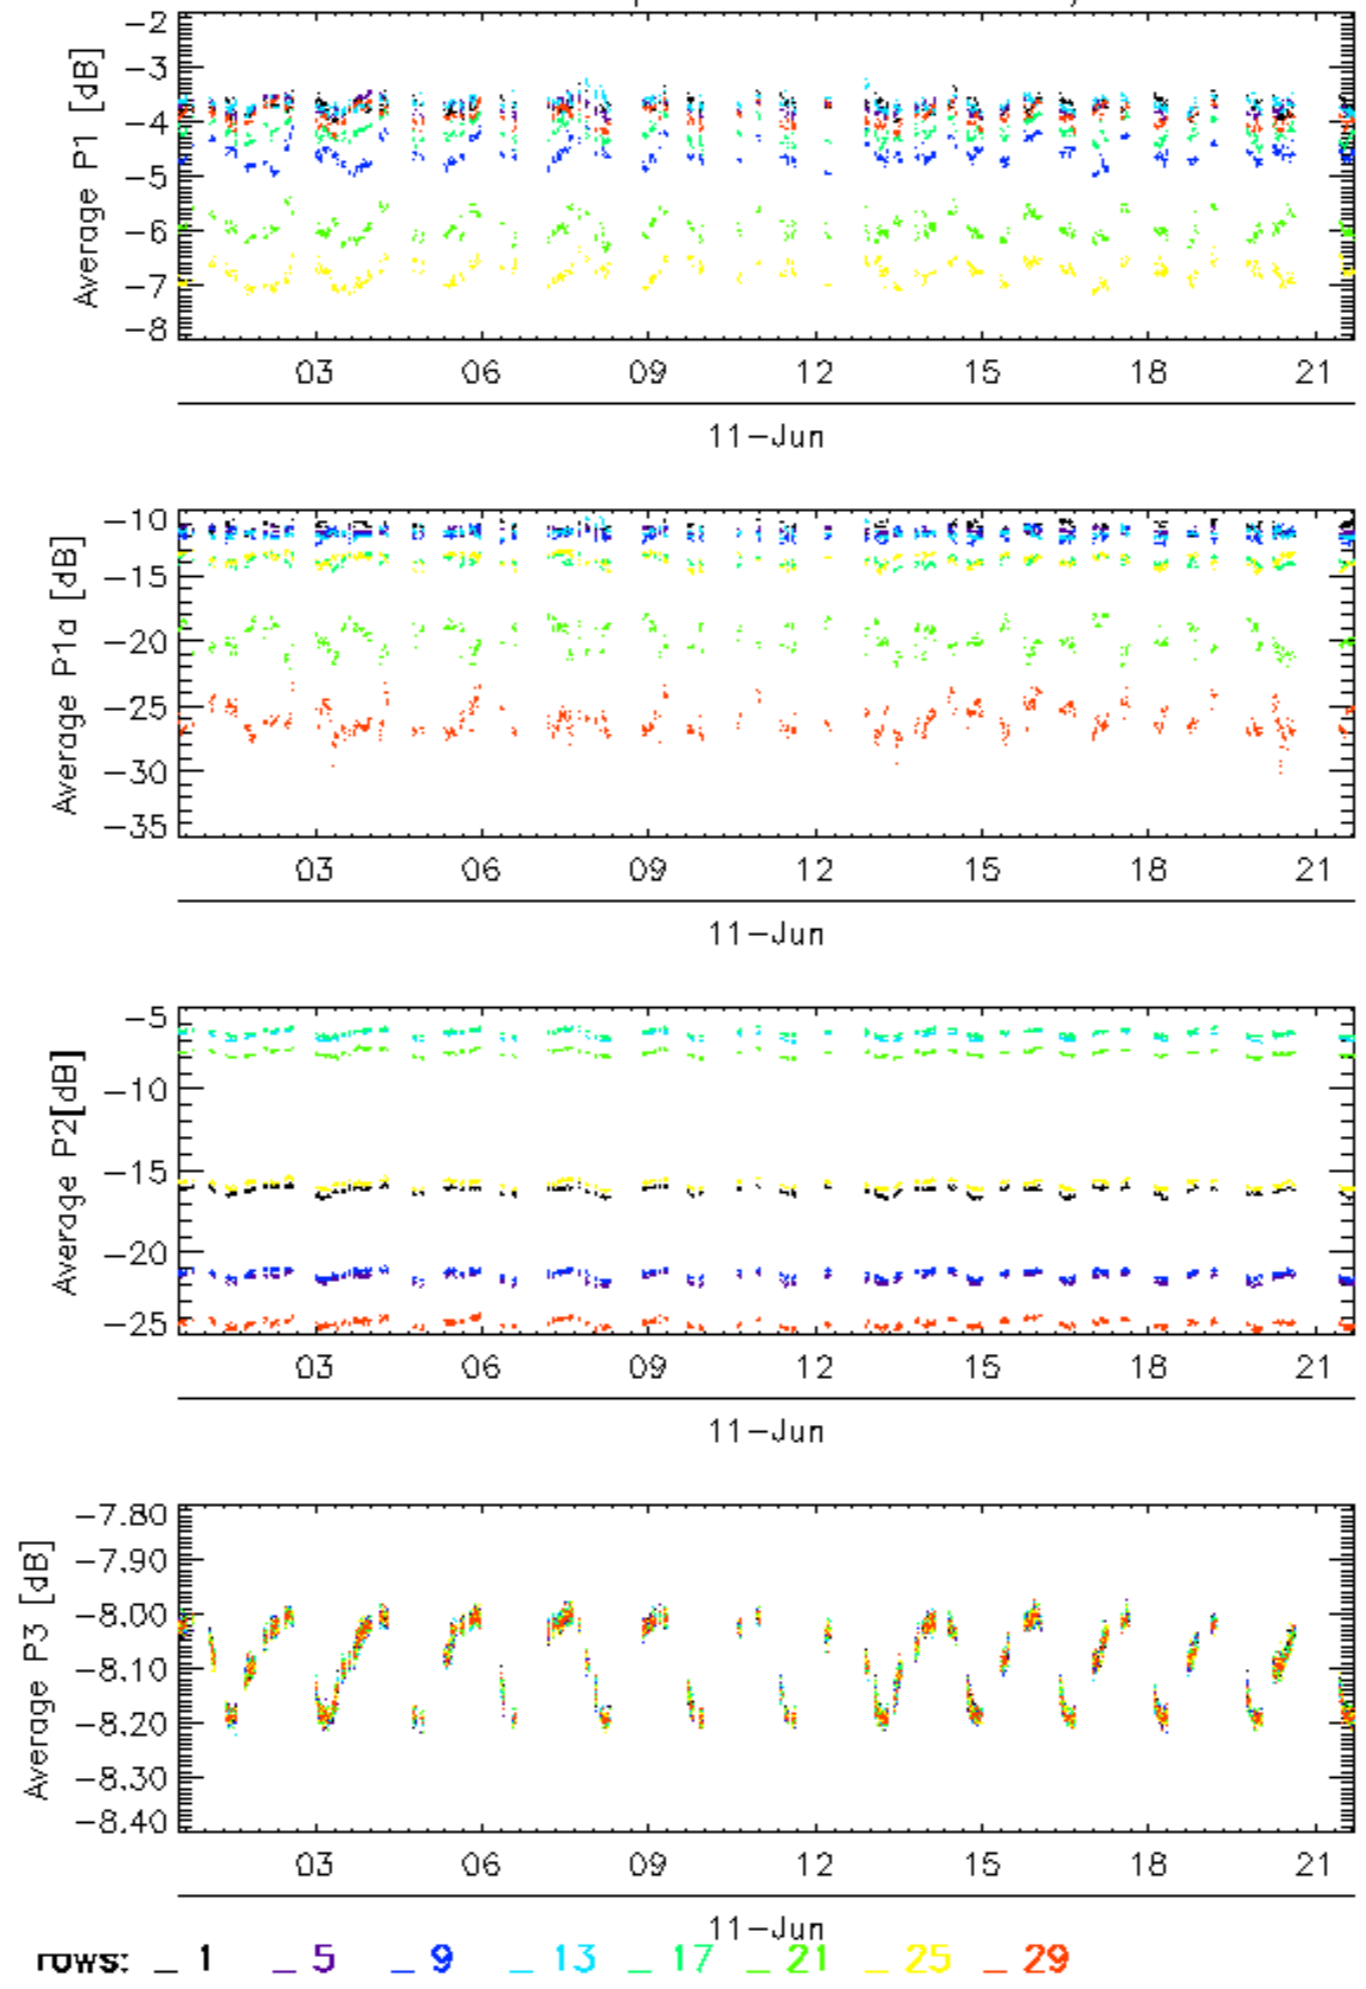 -2
-3
-4
-5
-6
-7
-8
Average P1 [dB]
03 06 09 12 15 18 21
11-Jun
-10
-15
-20
-25
-30
-35
Average P1a [dB]
03 06 09 12 15 18 21
11-Jun
-5
-10
-15
-20
-25
Average P2[dB]
03 06 09 12 15 18 21
11-Jun
-7.80
-7.90
-8.00
-8.10
-8.20
-8.30
-8.40
Average P3 [dB]
03 06 09 12 15 18 21
11-Jun
rows: _ 1 _ 5 _ 9 _ 13 _ 17 _ 21 _ 25 _ 29